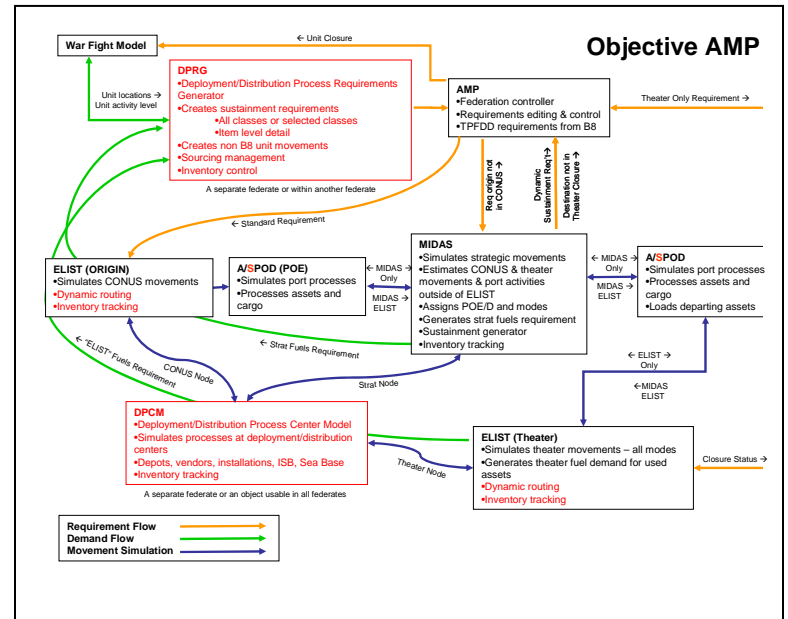 Objective AMP
War Fight Model
← Unit Closure
DPRG
•Deployment/Distribution Process Requirements
Generator
•Creates sustainment requirements
•All classes or selected classes
•Item level detail
•Creates non B8 unit movements
•Sourcing management
•Inventory control
A separate federate or within another federate
Unit locations →
Unit activity level
AMP
•Federation controller
•Requirements editing & control
•TPFDD requirements from B8
Theater Only Requirement →
Req origin not
in CONUS →
Dynamic
Sustainment Req't→
Destination not in
Theater Closure →
← Standard Requirement
ELIST (ORIGIN)
•Simulates CONUS movements
•Dynamic routing
•Inventory tracking
A/SPOD (POE)
•Simulates port processes
•Processes assets and
cargo
← MIDAS →
Only
MIDAS →
ELIST
MIDAS
•Simulates strategic movements
•Estimates CONUS & theater
movements & port activities
outside of ELIST
•Assigns POE/D and modes
•Generates strat fuels requirement
•Sustainment generator
•Inventory tracking
← MIDAS →
Only
MIDAS →
ELIST
A/SPOD
•Simulates port processes
•Processes assets and
cargo
•Loads departing assets
← "ELIST" Fuels Requirement
CONUS Node
← Strat Fuels Requirement
Strat Node
← ELIST →
Only
←MIDAS
ELIST
DPCM
•Deployment/Distribution Process Center Model
•Simulates processes at deployment/distribution
centers
•Depots, vendors, installations, ISB, Sea Base
•Inventory tracking
A separate federate or an object usable in all federates
Theater Node
ELIST (Theater)
•Simulates theater movements – all modes
•Generates theater fuel demand for used
assets
•Dynamic routing
•Inventory tracking
Closure Status →
Requirement Flow
Demand Flow
Movement Simulation